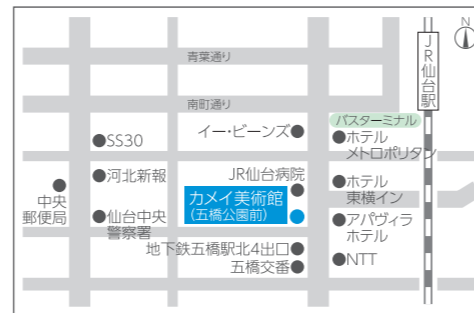 N
JR仙台駅
青葉通り
南町通り
バスターミナル
SS30
イー・ビーンズ
ホテル
メトロポリタン
河北新報
JR仙台病院
中央
郵便局
カメイ美術館
(五橋公園前)
ホテル
東横イン
仙台中央
警察署
アパヴィラ
ホテル
地下鉄五橋駅北4出口
五橋交番
NTT